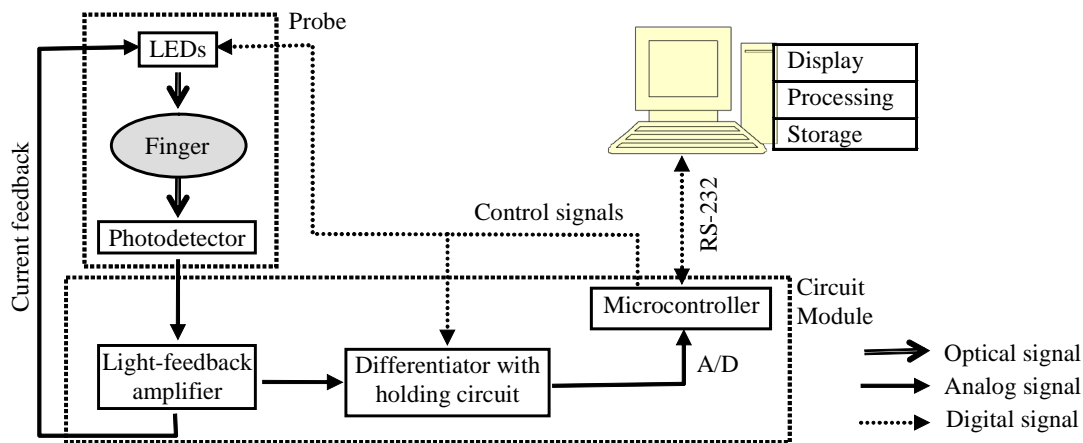 Probe
LEDs
Finger
Photodetector
Current feedback
Display
Processing
Storage
Control signals
RS-232
Circuit
Module
Microcontroller
Light-feedback
amplifier
Differentiator with
holding circuit
A/D
Optical signal
Analog signal
Digital signal